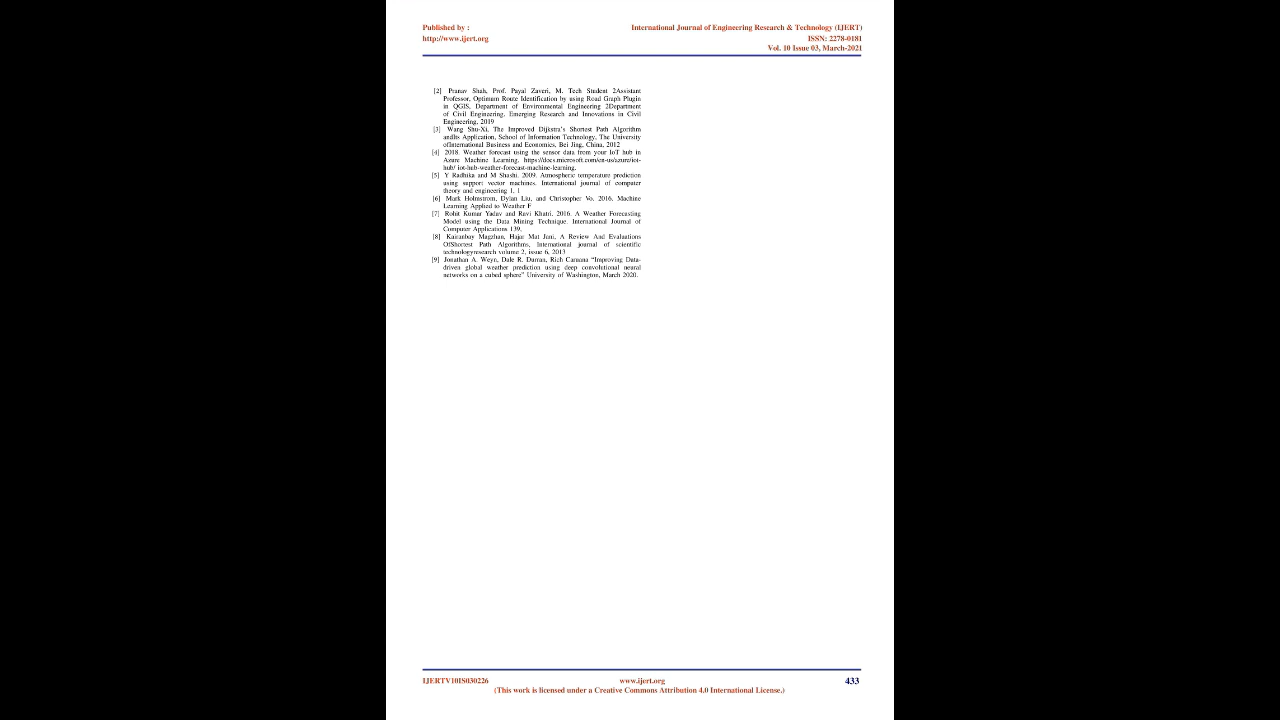 Published by :
International Journal of Engineering Research & Technology (IJERT)
http://www.ijert.org
ISSN: 2278-0181
Vol. 10 Issue 03, March-2021
[2] Pranav Shah, Prof. Payal Zaveri, M. Tech Student 2Assistant
Professor, Optimum Route Identification by using Road Graph Plugin
in QGIS, Department of Environmental Engineering 2Department
of Civil Engineering, Emerging Research and Innovations in Civil
Engineering, 2019
[3] Wang Shu-Xi, The Improved Dijkstra's Shortest Path Algorithm
andIts Application, School of Information Technology, The University
ofInternational Business and Economics, Bei Jing, China, 2012
[4] 2018. Weather forecast using the sensor data from your IoT hub in
Azure Machine Learning. https://docs.microsoft.com/en-us/azure/iot-
hub/ iot-hub-weather-forecast-machine-learning.
[5] Y Radhika and M Shashi. 2009. Atmospheric temperature prediction
using support vector machines. International journal of computer
theory and engineering 1, 1
[6] Mark Holmstrom, Dylan Liu, and Christopher Vo. 2016. Machine
Learning Applied to Weather F
[7] Rohit Kumar Yadav and Ravi Khatri. 2016. A Weather Forecasting
Model using the Data Mining Technique. International Journal of
Computer Applications 139,
[8] Kairanbay Magzhan, Hajar Mat Jani, A Review And Evaluations
OfShortest Path Algorithms, International journal of scientific
technologyresearch volume 2, issue 6, 2013
[9] Jonathan A. Weyn, Dale R. Durran, Rich Caruana “Improving Data-
driven global weather prediction using deep convolutional neural
networks on a cubed sphere” University of Washington, March 2020.
IJERTV10IS030226
www.ijert.org
433
(This work is licensed under a Creative Commons Attribution 4.0 International License.)